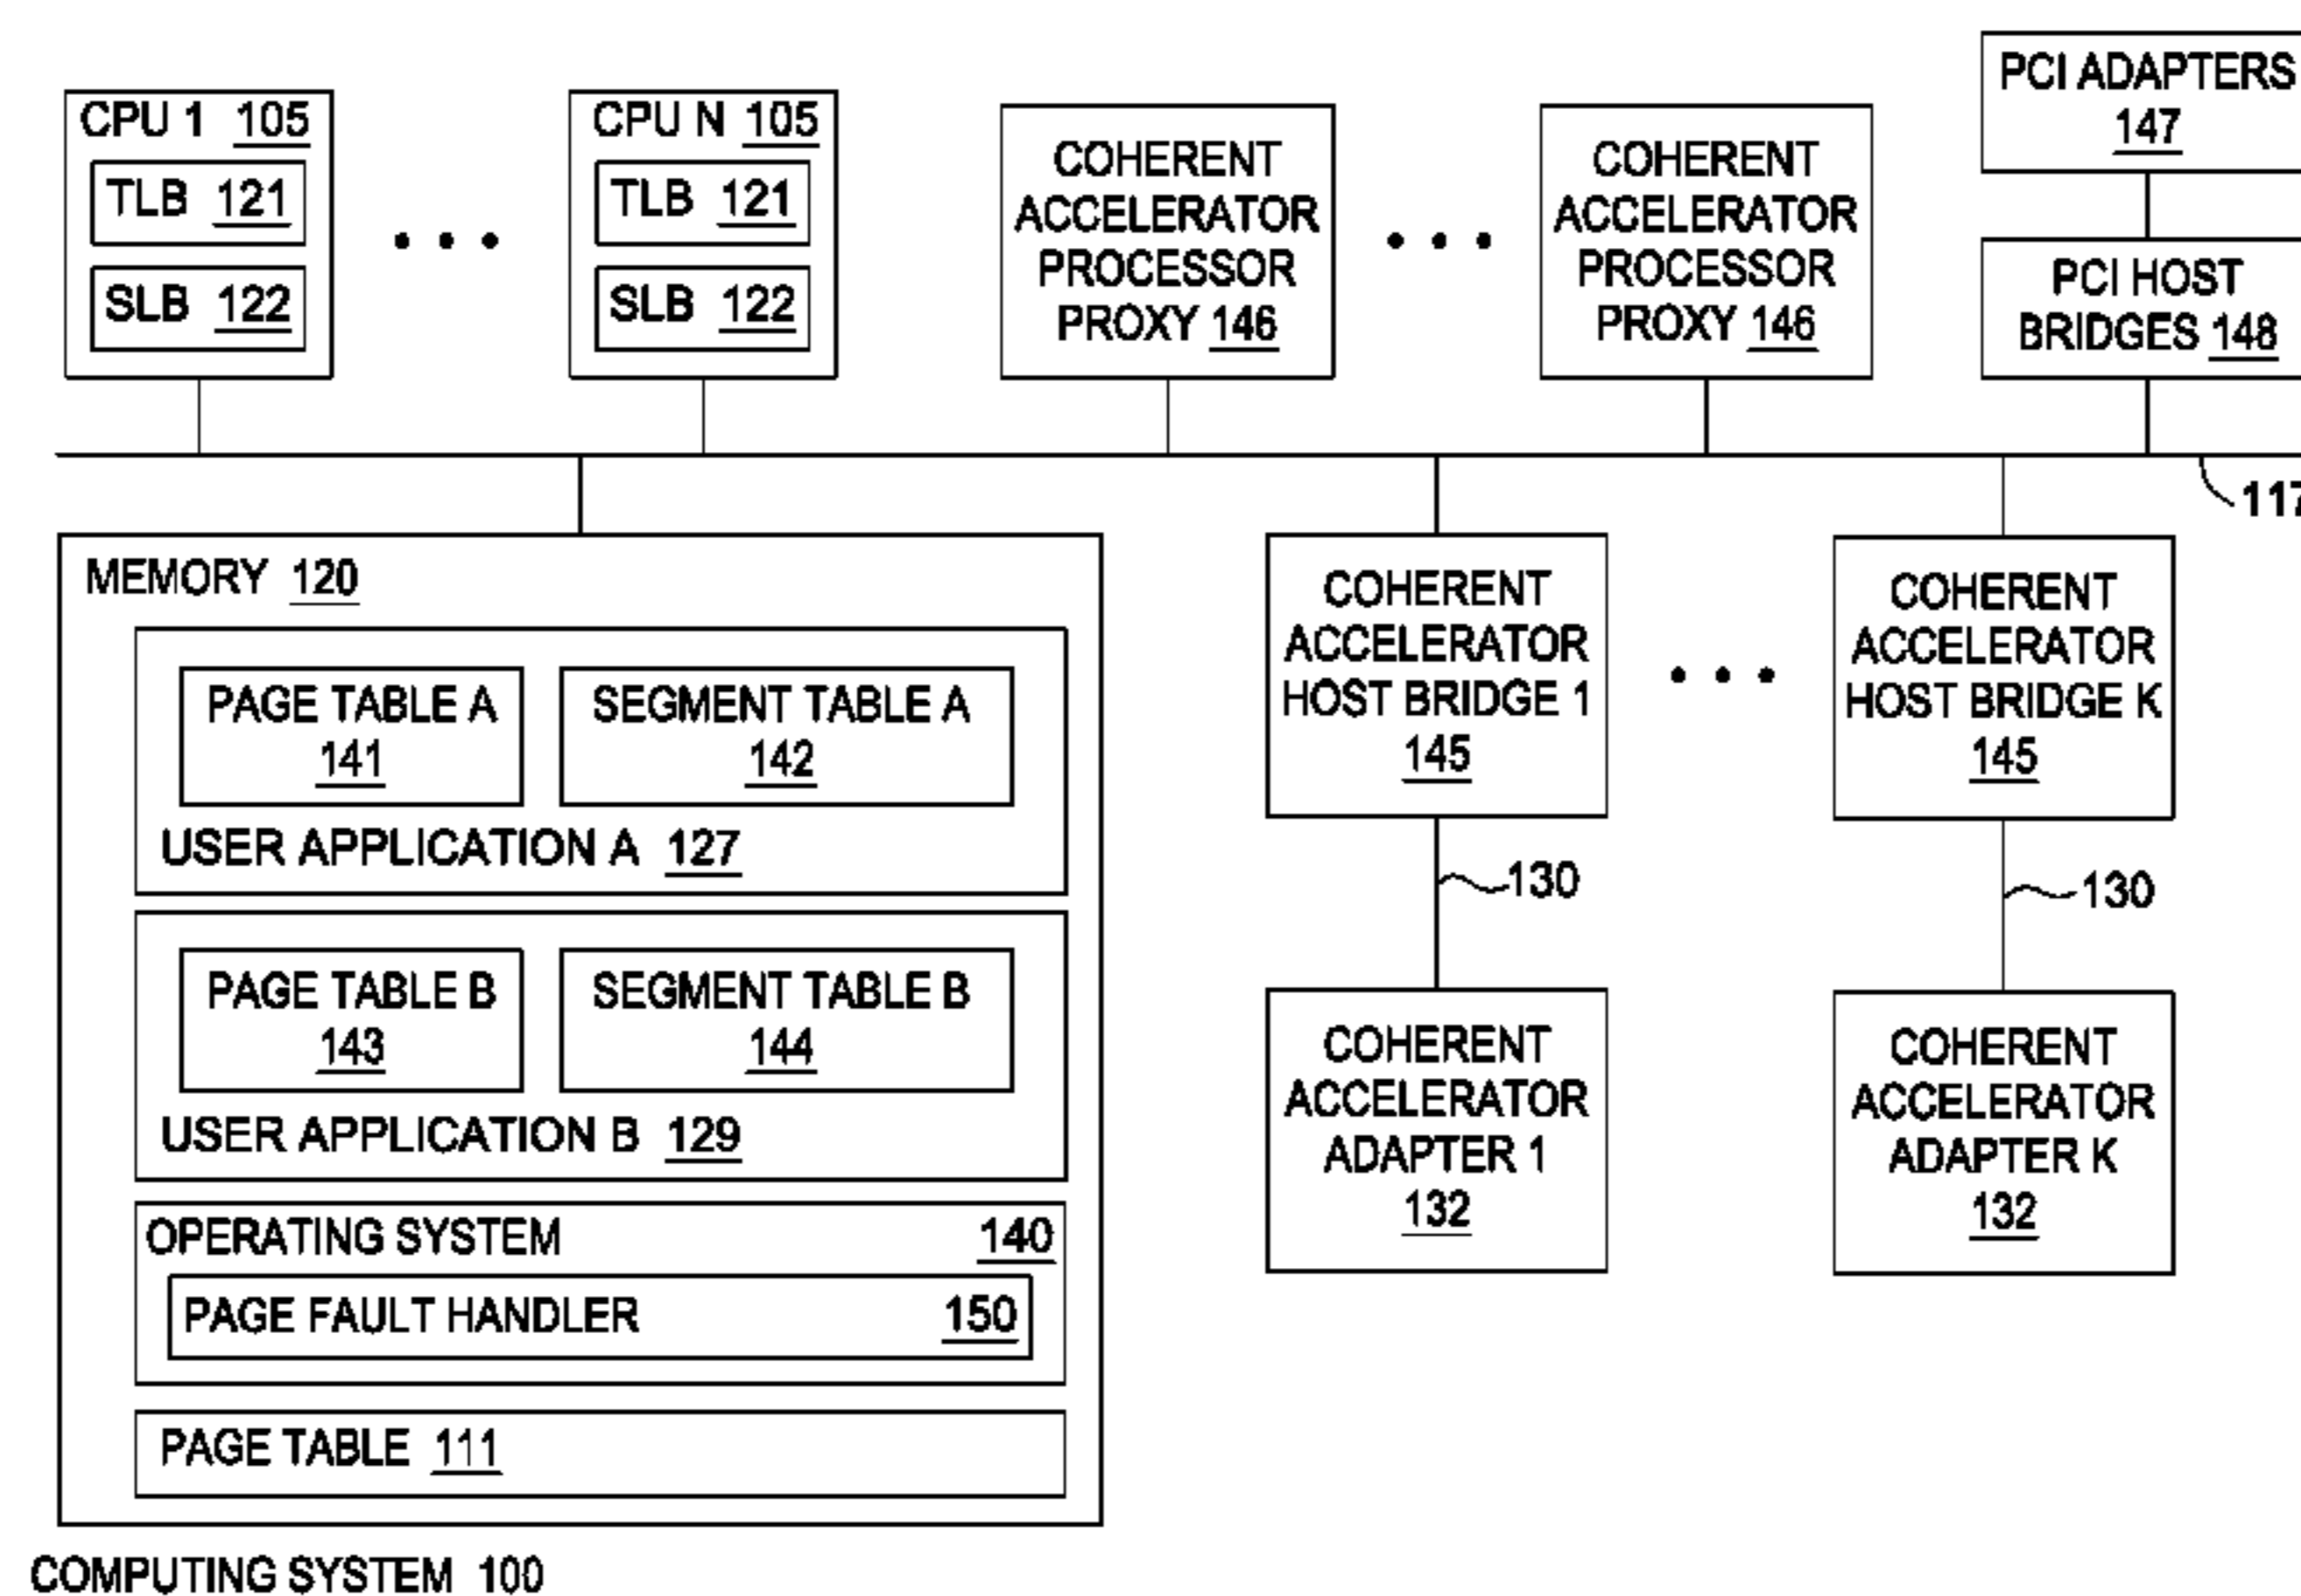 CPU 1 105
TLB 121
SLB 122
CPU N 105
TLB 121
SLB 122
COHERENT
ACCELERATOR
PROCESSOR
PROXY 146
COHERENT
ACCELERATOR
PROCESSOR
PROXY 146
PCI ADAPTERS
147
PCI HOST
BRIDGES 148
117
MEMORY 120
PAGE TABLE A
141
SEGMENT TABLE A
142
USER APPLICATION A 127
PAGE TABLE B
143
SEGMENT TABLE B
144
USER APPLICATION B 129
OPERATING SYSTEM 140
PAGE FAULT HANDLER 150
PAGE TABLE 111
COHERENT
ACCELERATOR
HOST BRIDGE 1
145
130
COHERENT
ACCELERATOR
ADAPTER 1
132
COHERENT
ACCELERATOR
HOST BRIDGE K
145
130
COHERENT
ACCELERATOR
ADAPTER K
132
COMPUTING SYSTEM 100